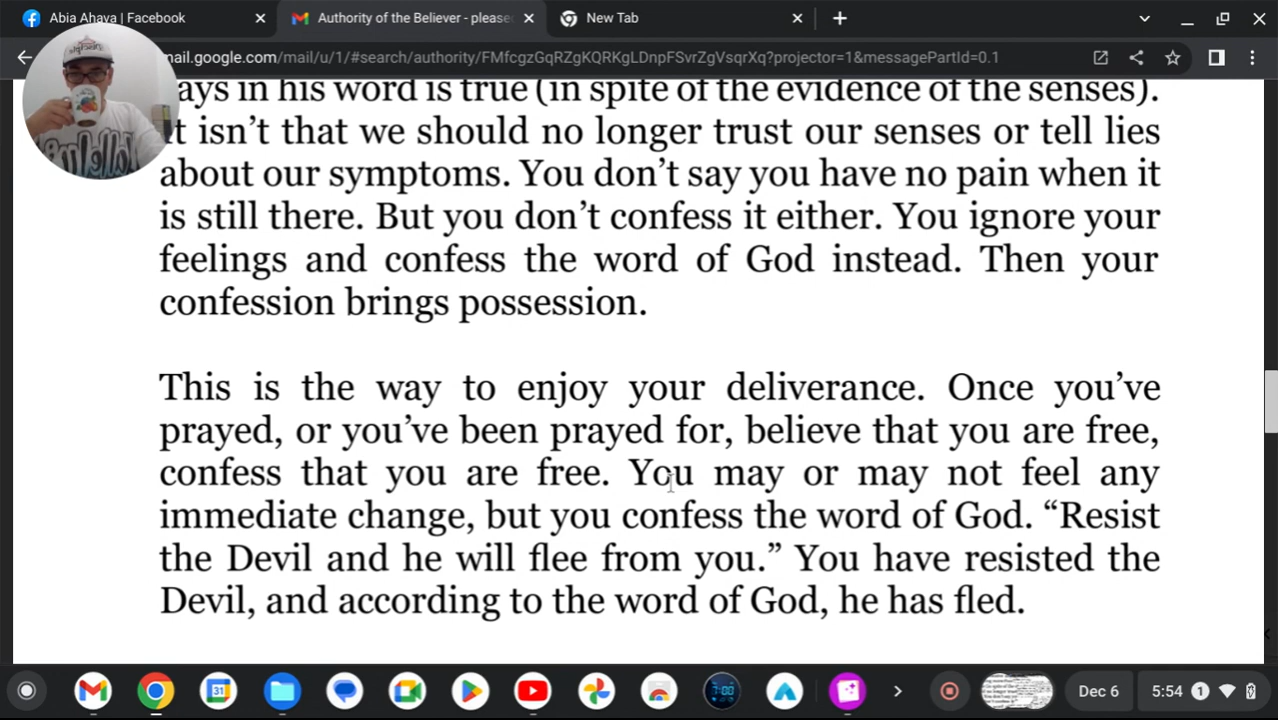 Abia Ahava | Facebook
Authority of the Believer - please
New Tab
mail.google.com/mail/u/1/#search/authority/FMfcgzGqRZgKQRKgLDnpFSvrZgVsqrXq?projector=1&messagePartId=0.1
says in his word is true (in spite of the evidence of the senses).
It isn’t that we should no longer trust our senses or tell lies
about our symptoms. You don’t say you have no pain when it
is still there. But you don’t confess it either. You ignore your
feelings and confess the word of God instead. Then your
confession brings possession.
This is the way to enjoy your deliverance. Once you’ve
prayed, or you’ve been prayed for, believe that you are free,
confess that you are free. You may or may not feel any
immediate change, but you confess the word of God. “Resist
the Devil and he will flee from you.” You have resisted the
Devil, and according to the word of God, he has fled.
31
7:00
Dec 6
5:54
1